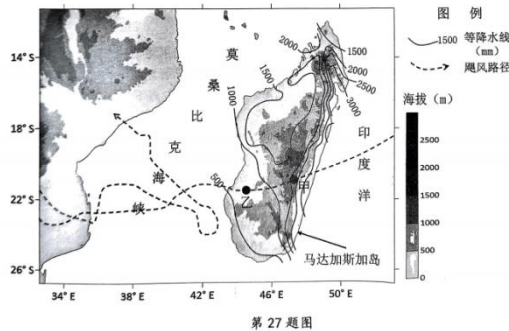 图 例
1500 等降水线
(mm)
飓风路径
海拔(m)
2500
2000
1500
1000
500
0
14°S
18°S
22°S
26°S
34°E
38°E
42°E
46°E
50°E
莫
桑
比
克
海
峡
印
度
洋
2000
1500
2000
2500
3000
1500
1000
500
甲
乙
马达加斯加岛
第27题图